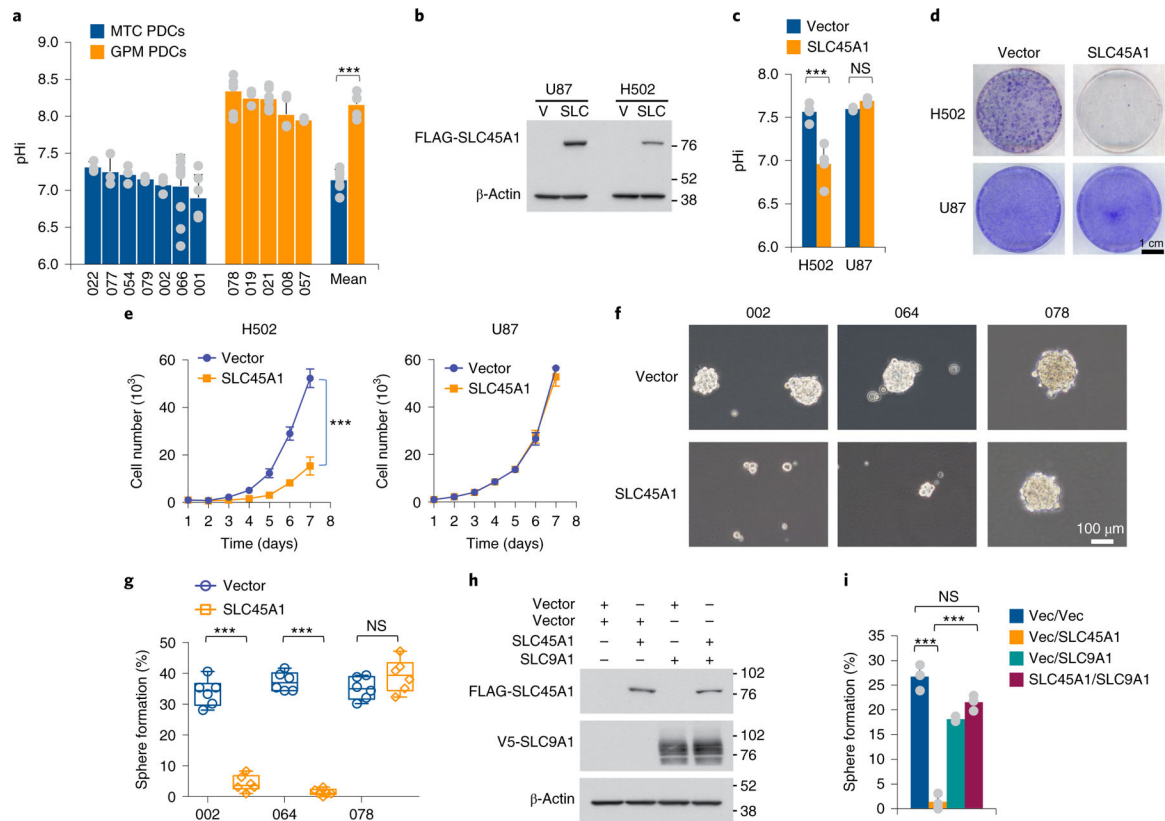 a
MTC PDCs
GPM PDCs
9.0
8.5
8.0
7.5
7.0
6.5
6.0
pHi
***
022
077
054
079
002
066
001
078
019
021
008
057
Mean
b
U87 H502
V SLC V SLC
FLAG-SLC45A1
β-Actin
76
52
38
c
Vector
SLC45A1
8.0
7.5
7.0
6.5
6.0
pHi
*** NS
H502 U87
d
Vector SLC45A1
H502
U87
1 cm
e
H502
Vector
SLC45A1
60
40
20
0
Cell number (10³)
***
1 2 3 4 5 6 7 8
Time (days)
U87
Vector
SLC45A1
60
40
20
0
Cell number (10³)
1 2 3 4 5 6 7 8
Time (days)
f
002 064 078
Vector
SLC45A1
100 μm
g
Vector
SLC45A1
50
40
30
20
10
0
Sphere formation (%)
*** *** NS
002 064 078
h
Vector + – + –
Vector + – – –
SLC45A1 – + – +
SLC9A1 – – + +
FLAG-SLC45A1
102
76
V5-SLC9A1
102
76
β-Actin
52
38
i
Vec/Vec
Vec/SLC45A1
Vec/SLC9A1
SLC45A1/SLC9A1
35
30
25
20
15
10
5
0
Sphere formation (%)
NS
***
***